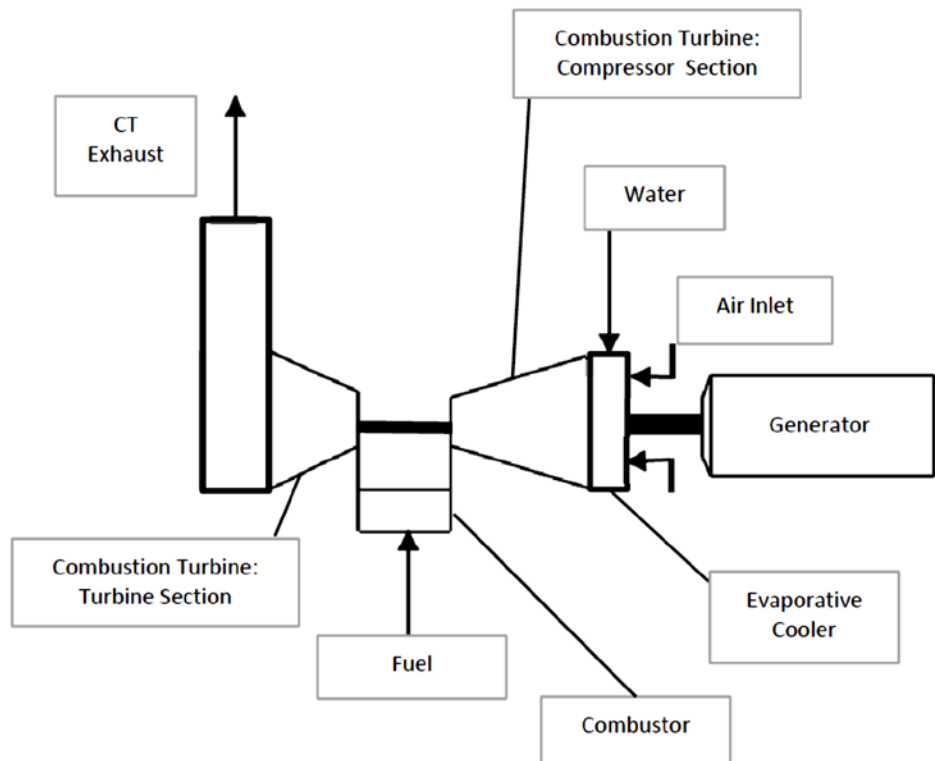 Combustion Turbine:
Compressor Section
CT
Exhaust
Water
Air Inlet
Generator
Combustion Turbine:
Turbine Section
Evaporative
Cooler
Fuel
Combustor